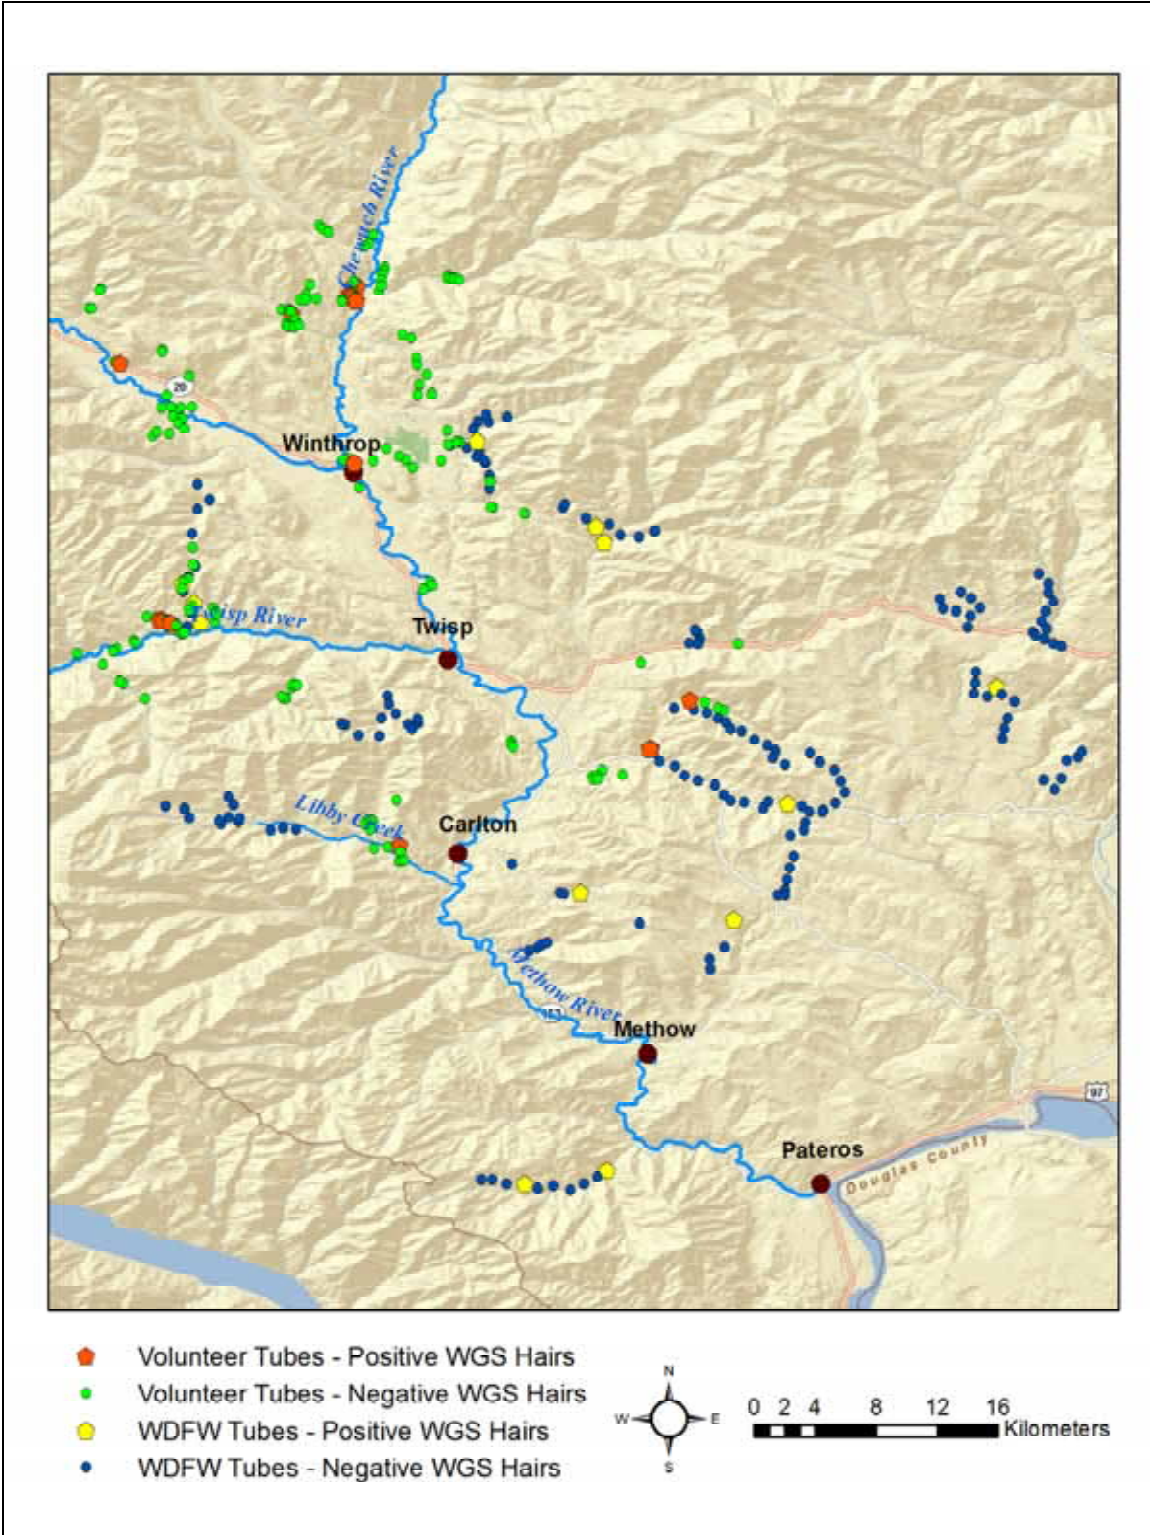 Chewuch River
20
Winthrop
Twisp River
Twisp
Libby Creek
Carlton
Methow River
153
Methow
97
Pateros
Douglas County
Volunteer Tubes - Positive WGS Hairs
Volunteer Tubes - Negative WGS Hairs
WDFW Tubes - Positive WGS Hairs
WDFW Tubes - Negative WGS Hairs
N
W E
S
0 2 4 8 12 16
Kilometers